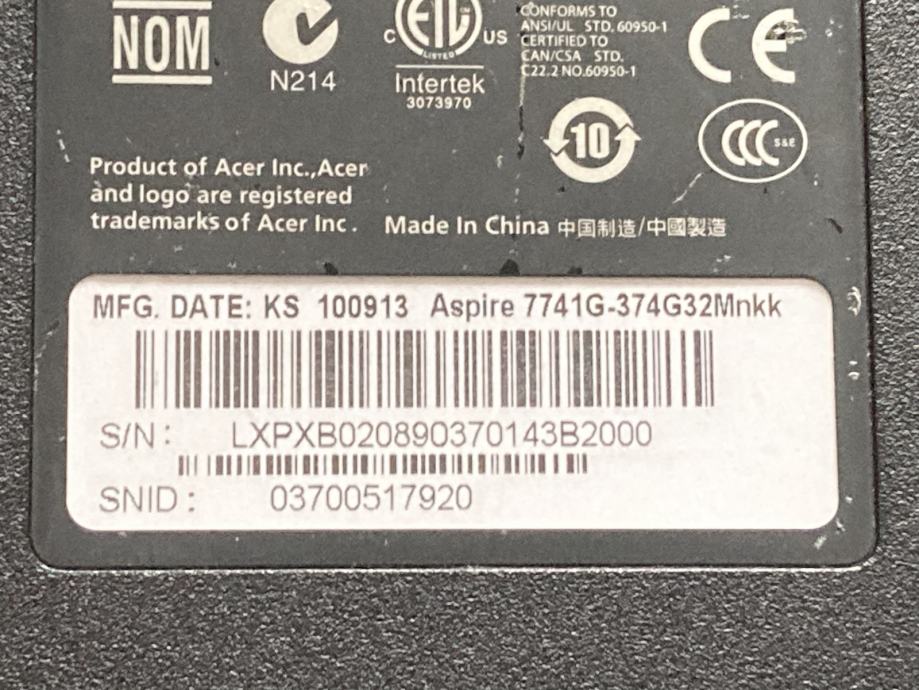 NOM
N214
C ETL US
LISTED
Intertek
3073970
CONFORMS TO
ANSI/UL STD. 60950-1
CERTIFIED TO
CAN/CSA STD.
C22.2 NO.60950-1
CE
10
CCC S&E
Product of Acer Inc.,Acer
and logo are registered
trademarks of Acer Inc.
Made In China 中国制造/中國製造
MFG. DATE: KS 100913 Aspire 7741G-374G32Mnkk
S/N: LXPXB020890370143B2000
SNID: 03700517920